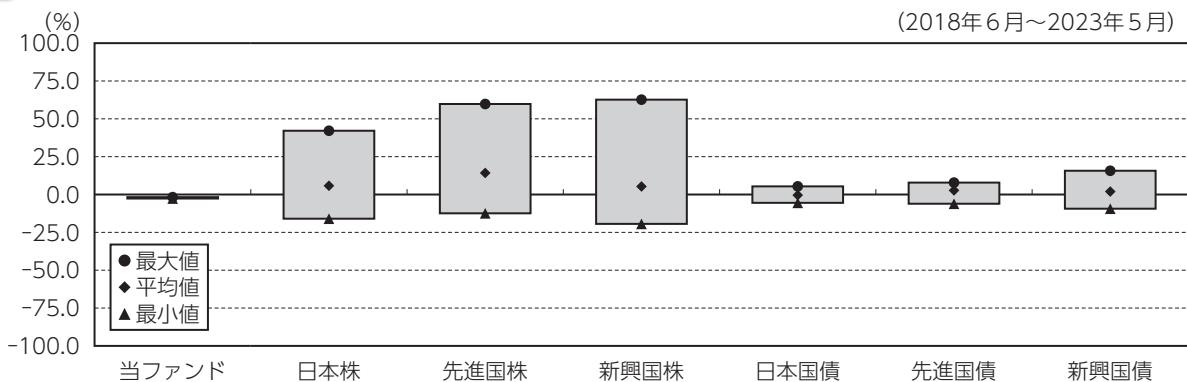 (%)
(2018年6月～2023年5月)
100.0
75.0
50.0
25.0
0.0
-25.0
-50.0
-75.0
-100.0
●最大値
◆平均値
▲最小値
当ファンド 日本株 先進国株 新興国株 日本国債 先進国債 新興国債